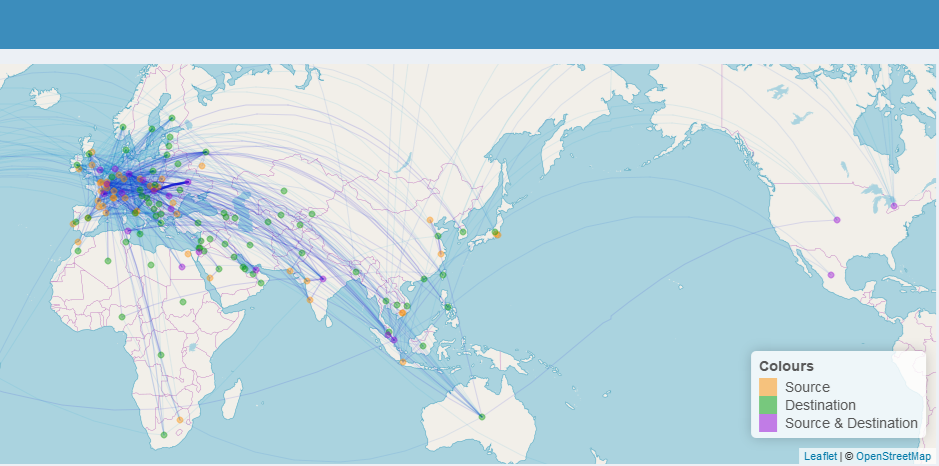 Colours
Source
Destination
Source & Destination
Leaflet | © OpenStreetMap